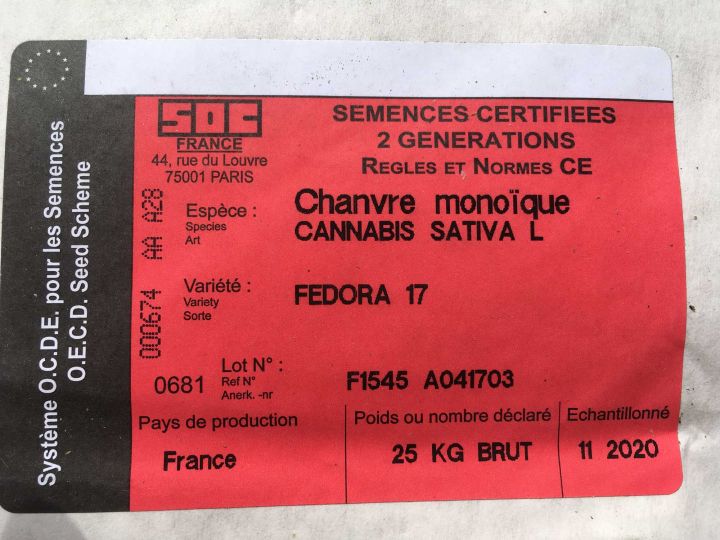 Système O.C.D.E. pour les Semences
O.E.C.D. Seed Scheme
SOC
FRANCE
44, rue du Louvre
75001 PARIS
SEMENCES CERTIFIEES
2 GENERATIONS
REGLES ET NORMES CE
000674 AA A28
Espèce :
Species
Art
Chanvre monoïque
CANNABIS SATIVA L
Variété :
Variety
Sorte
FEDORA 17
0681
Lot N° :
Ref N°
Anerk. -nr
F1545 A041703
Pays de production
France
Poids ou nombre déclaré
25 KG BRUT
Echantillonné
11 2020